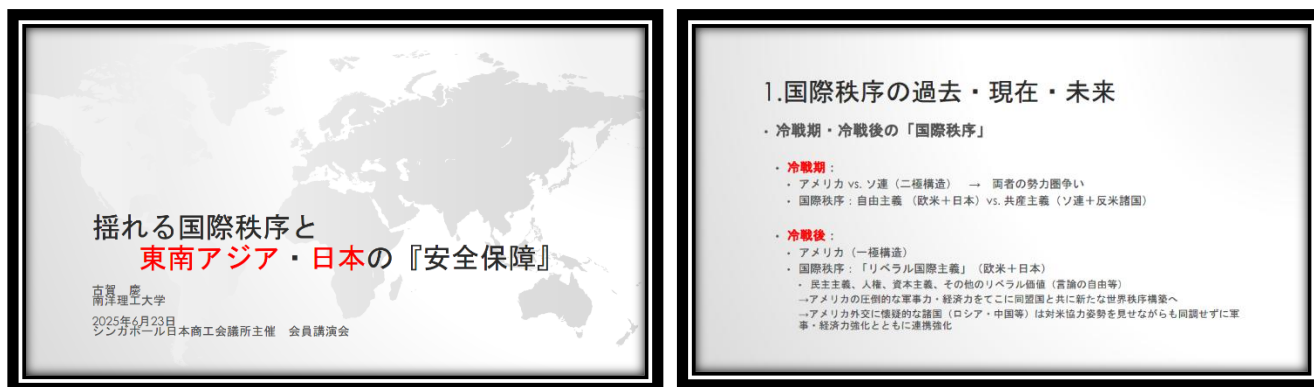 揺れる国際秩序と
東南アジア・日本の『安全保障』
古賀 慶
南洋理工大学
2025年6月23日
シンガポール日本商工会議所主催 会員講演会
1.国際秩序の過去・現在・未来
・冷戦期・冷戦後の「国際秩序」
・冷戦期:
・アメリカ vs. ソ連(二極構造) → 両者の勢力圏争い
・国際秩序:自由主義 (欧米+日本) vs. 共産主義(ソ連+反米諸国)
・冷戦後:
・アメリカ(一極構造)
・国際秩序:「リベラル国際主義」(欧米+日本)
・民主主義、人権、資本主義、その他のリベラル価値(言論の自由等)
→アメリカの圧倒的な軍事力・経済力をてこに同盟国と共に新たな世界秩序構築へ
→アメリカ外交に懐疑的な諸国(ロシア・中国等)は対米協力姿勢を見せながらも同調せずに軍
事・経済力強化とともに連携強化